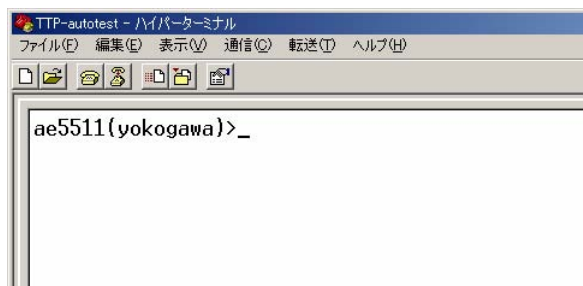 TTP-autotest - ハイパーターミナル
ファイル(F) 編集(E) 表示(V) 通信(C) 転送(T) ヘルプ(H)
ae5511(yokogawa)>_